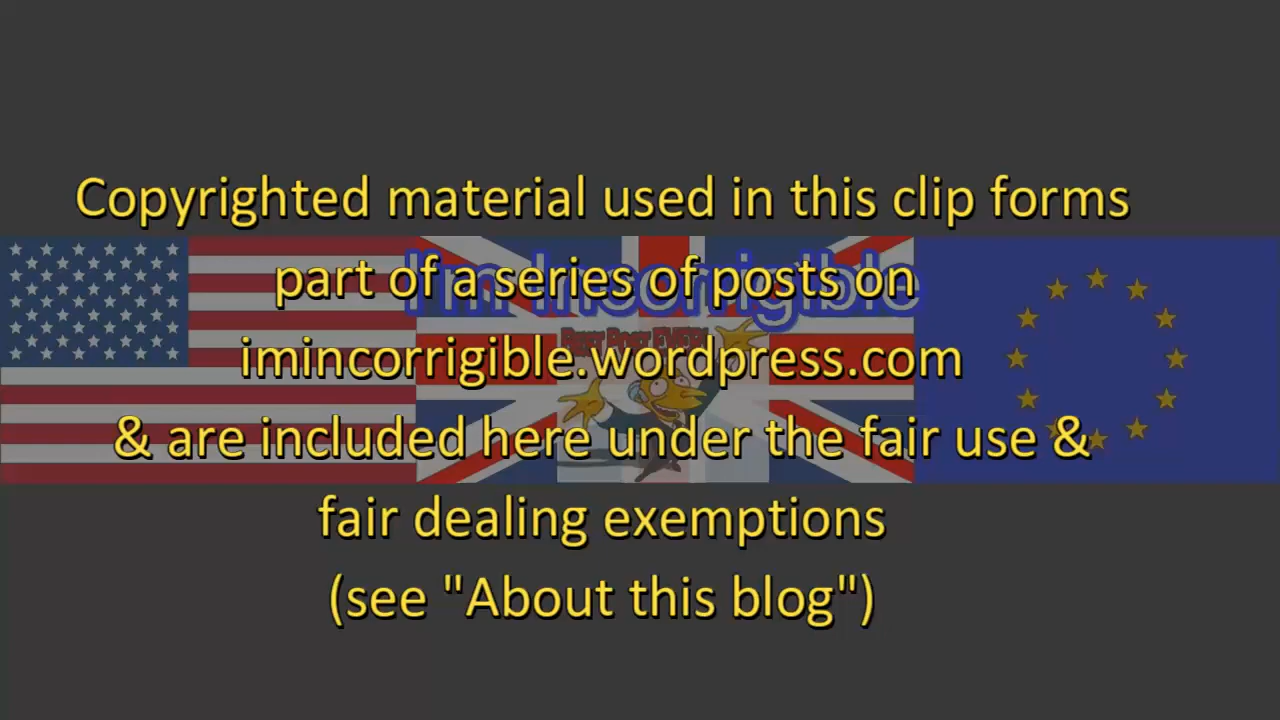 Copyrighted material used in this clip forms
part of a series of posts on
I'm Incorrigible
imincorrigible.wordpress.com
& are included here under the fair use &
fair dealing exemptions
(see "About this blog")